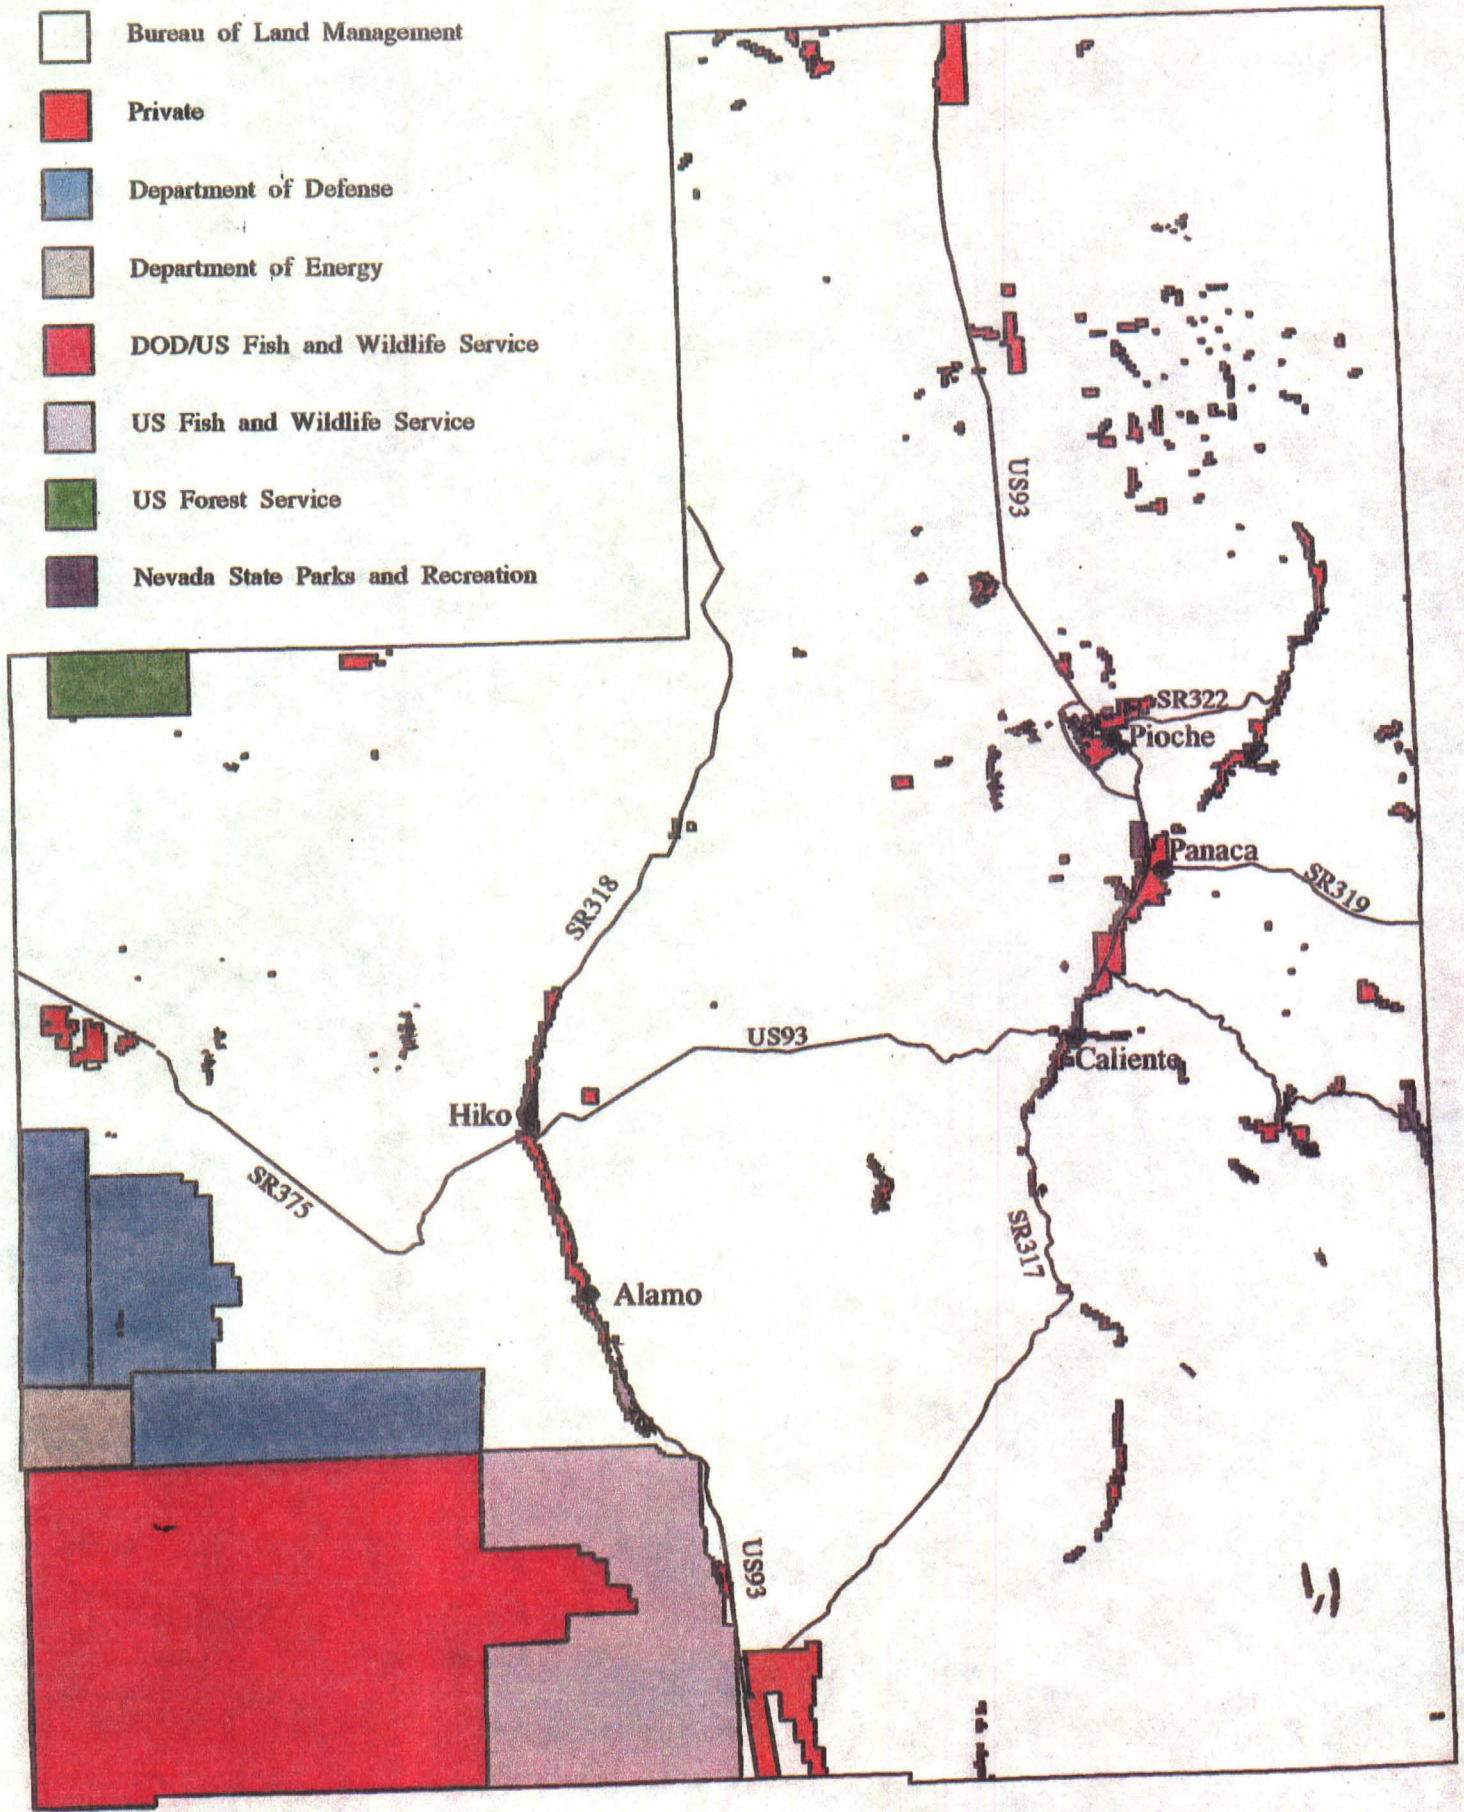 Bureau of Land Management
Private
Department of Defense
Department of Energy
DOD/US Fish and Wildlife Service
US Fish and Wildlife Service
US Forest Service
Nevada State Parks and Recreation
US93
SR322
Pioche
Panaca
SR319
SR318
US93
Caliente
Hiko
SR375
SR317
Alamo
US93